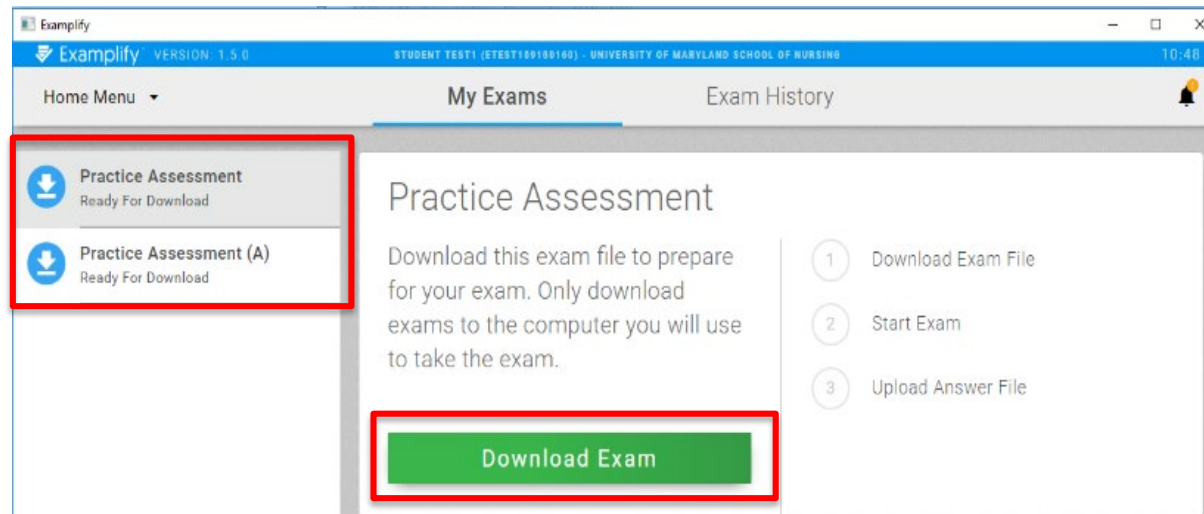 Examplify
Examplify VERSION: 1.5.0
STUDENT TEST1 (ETEST109180160) - UNIVERSITY OF MARYLAND SCHOOL OF NURSING
10:48
Home Menu
My Exams
Exam History
Practice Assessment
Ready For Download
Practice Assessment (A)
Ready For Download
Practice Assessment
Download this exam file to prepare
for your exam. Only download
exams to the computer you will use
to take the exam.
Download Exam
1 Download Exam File
2 Start Exam
3 Upload Answer File